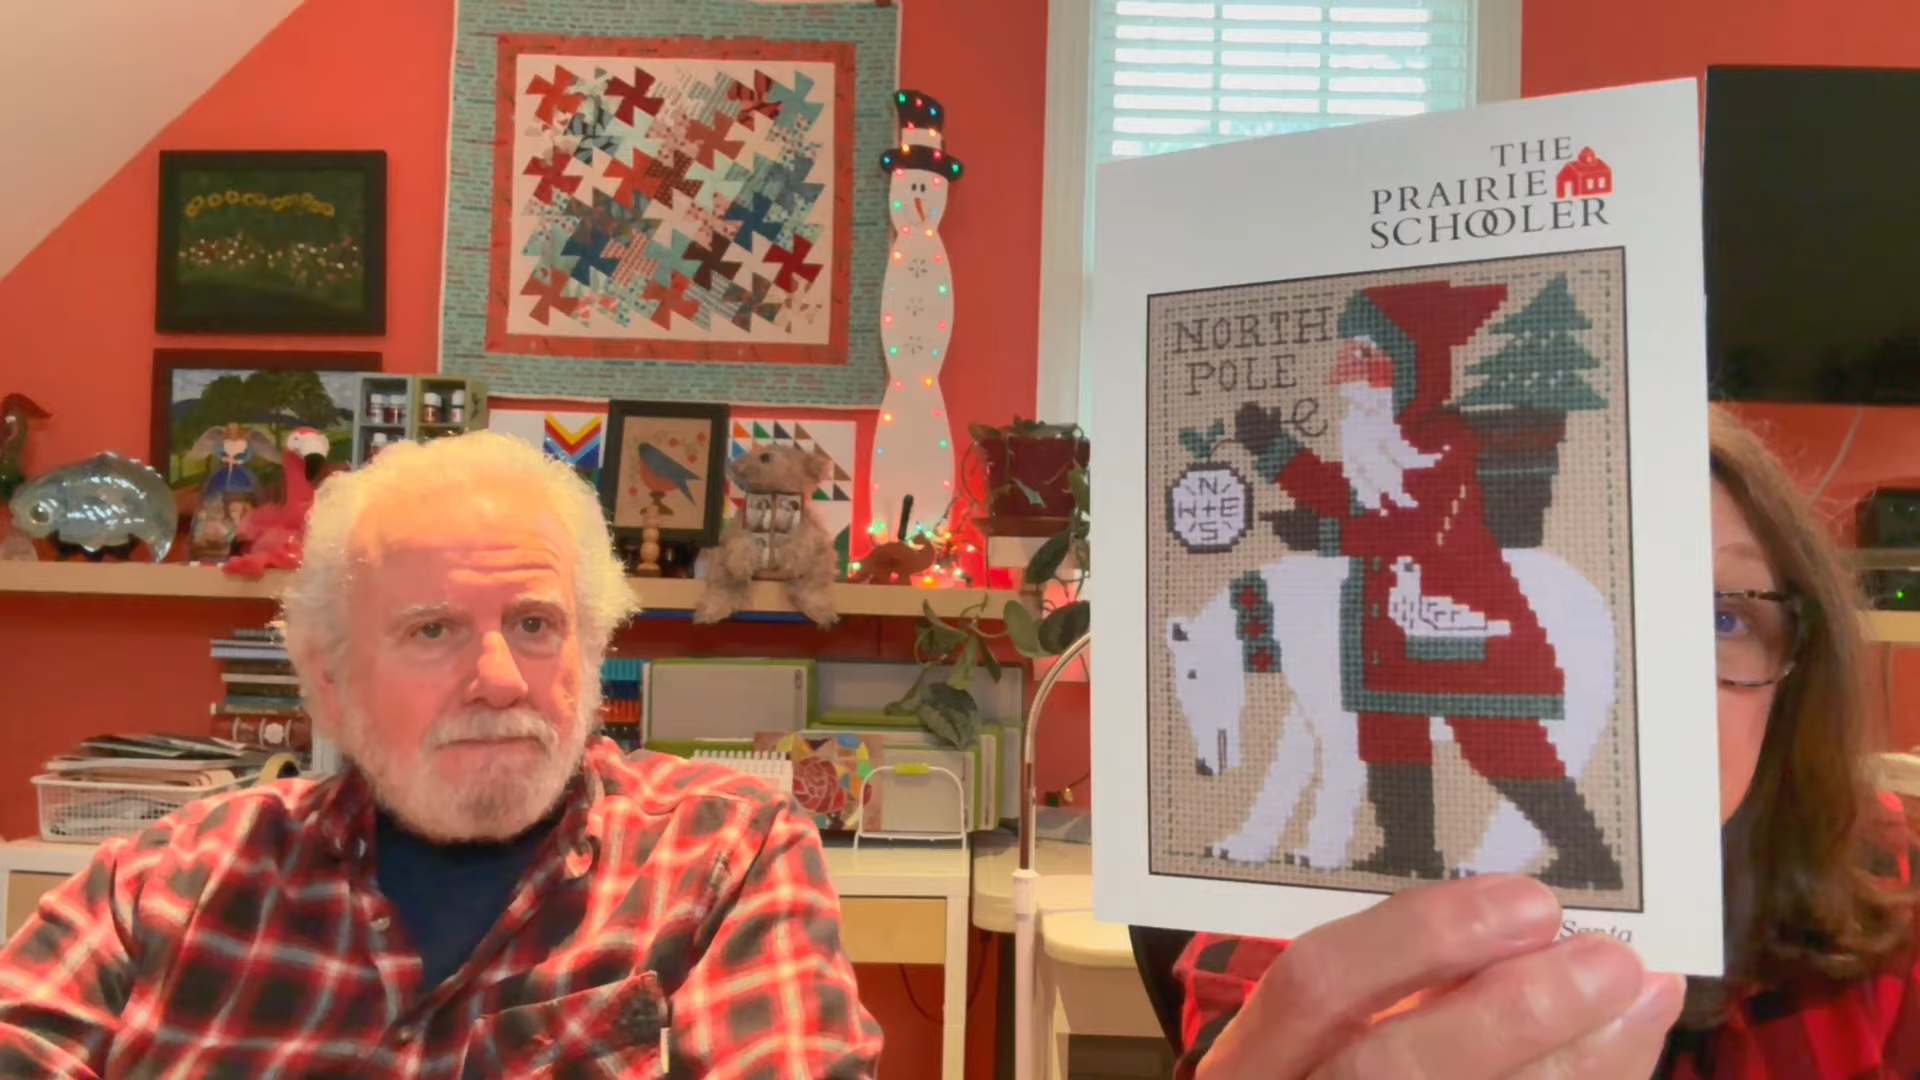 THE
PRAIRIE
SCHOOLER
NORTH
POLE
N
W E
S
Santa